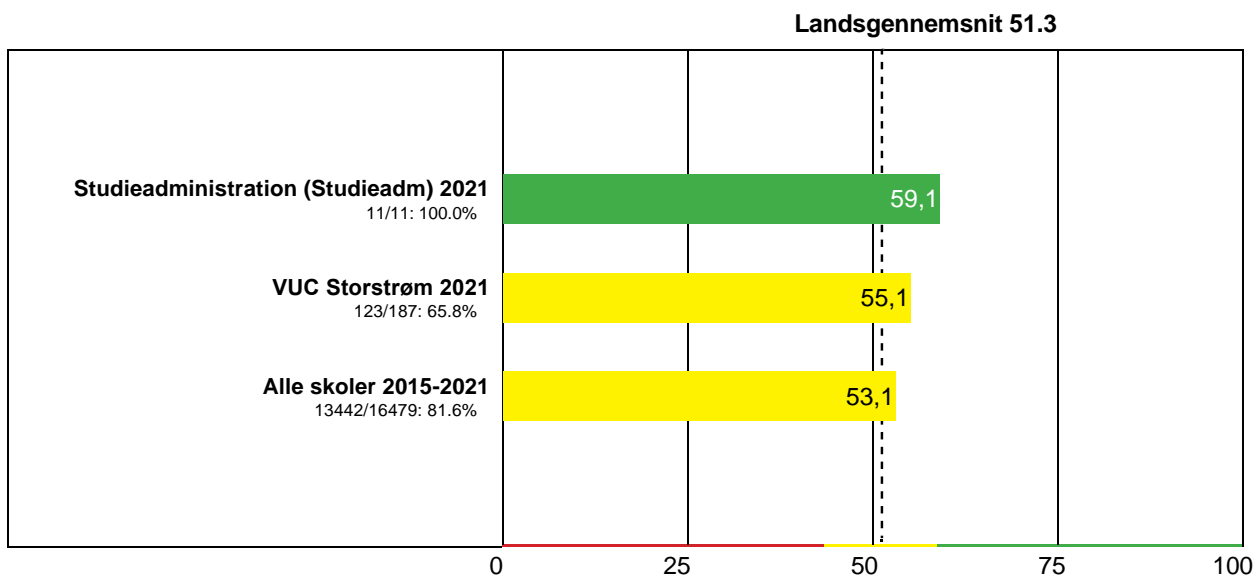 Landsgennemsnit 51.3
Studieadministration (Studieadm) 2021
11/11: 100.0%
59,1
VUC Storstrøm 2021
123/187: 65.8%
55,1
Alle skoler 2015-2021
13442/16479: 81.6%
53,1
0 25 50 75 100